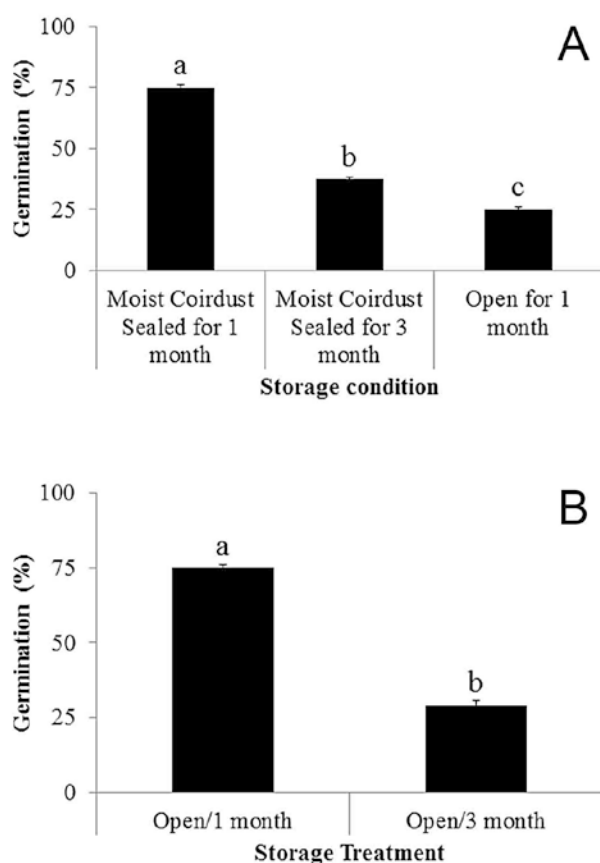 A
100
75
50
25
0
Germination (%)
a
b
c
Moist Coirdust
Sealed for 1
month
Moist Coirdust
Sealed for 3
month
Open for 1
month
Storage condition
B
100
75
50
25
0
Germination (%)
a
b
Open/1 month
Open/3 month
Storage Treatment